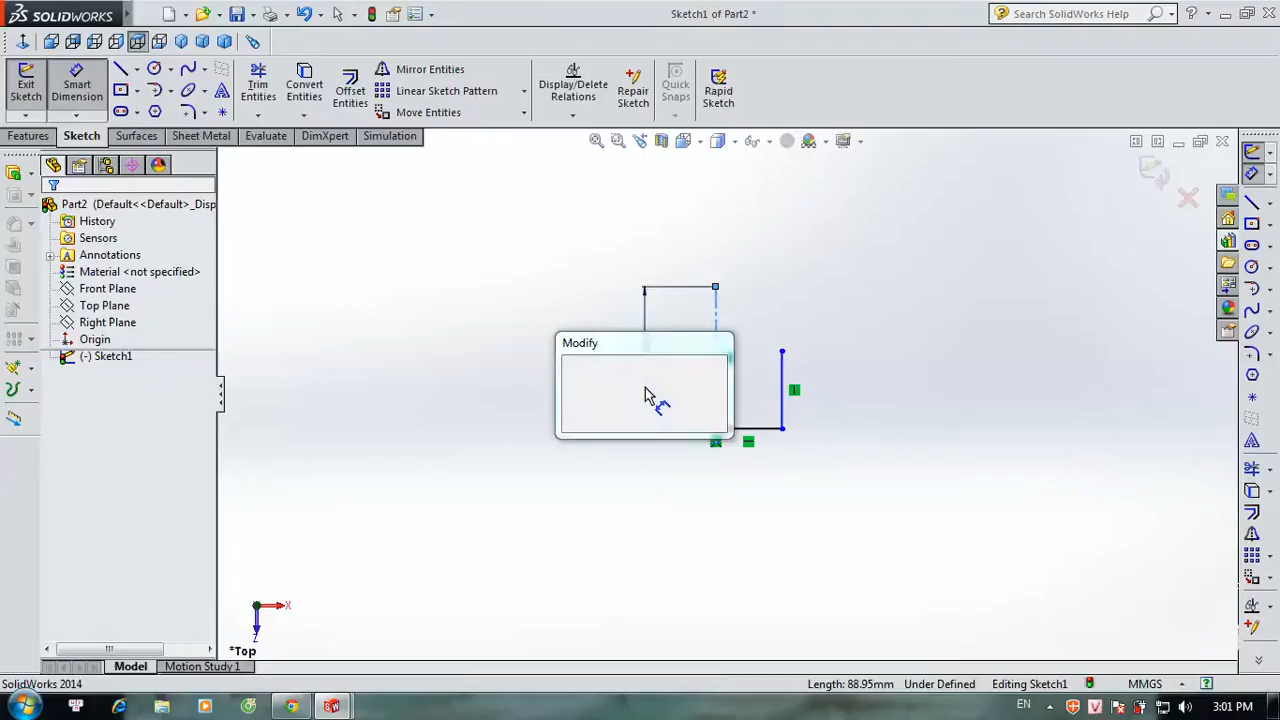 SOLIDWORKS
Sketch1 of Part2 *
Search SolidWorks Help
Exit Sketch
Smart Dimension
Trim Entities
Convert Entities
Offset Entities
Mirror Entities
Linear Sketch Pattern
Move Entities
Display/Delete Relations
Repair Sketch
Quick Snaps
Rapid Sketch
Features
Sketch
Surfaces
Sheet Metal
Evaluate
DimXpert
Simulation
Part2 (Default<<Default>_Disp
History
Sensors
Annotations
Material <not specified>
Front Plane
Top Plane
Right Plane
Origin
(-) Sketch1
Modify
X
Z
*Top
Model
Motion Study 1
SolidWorks 2014
Length: 88.95mm
Under Defined
Editing Sketch1
MMGS
EN
3:01 PM